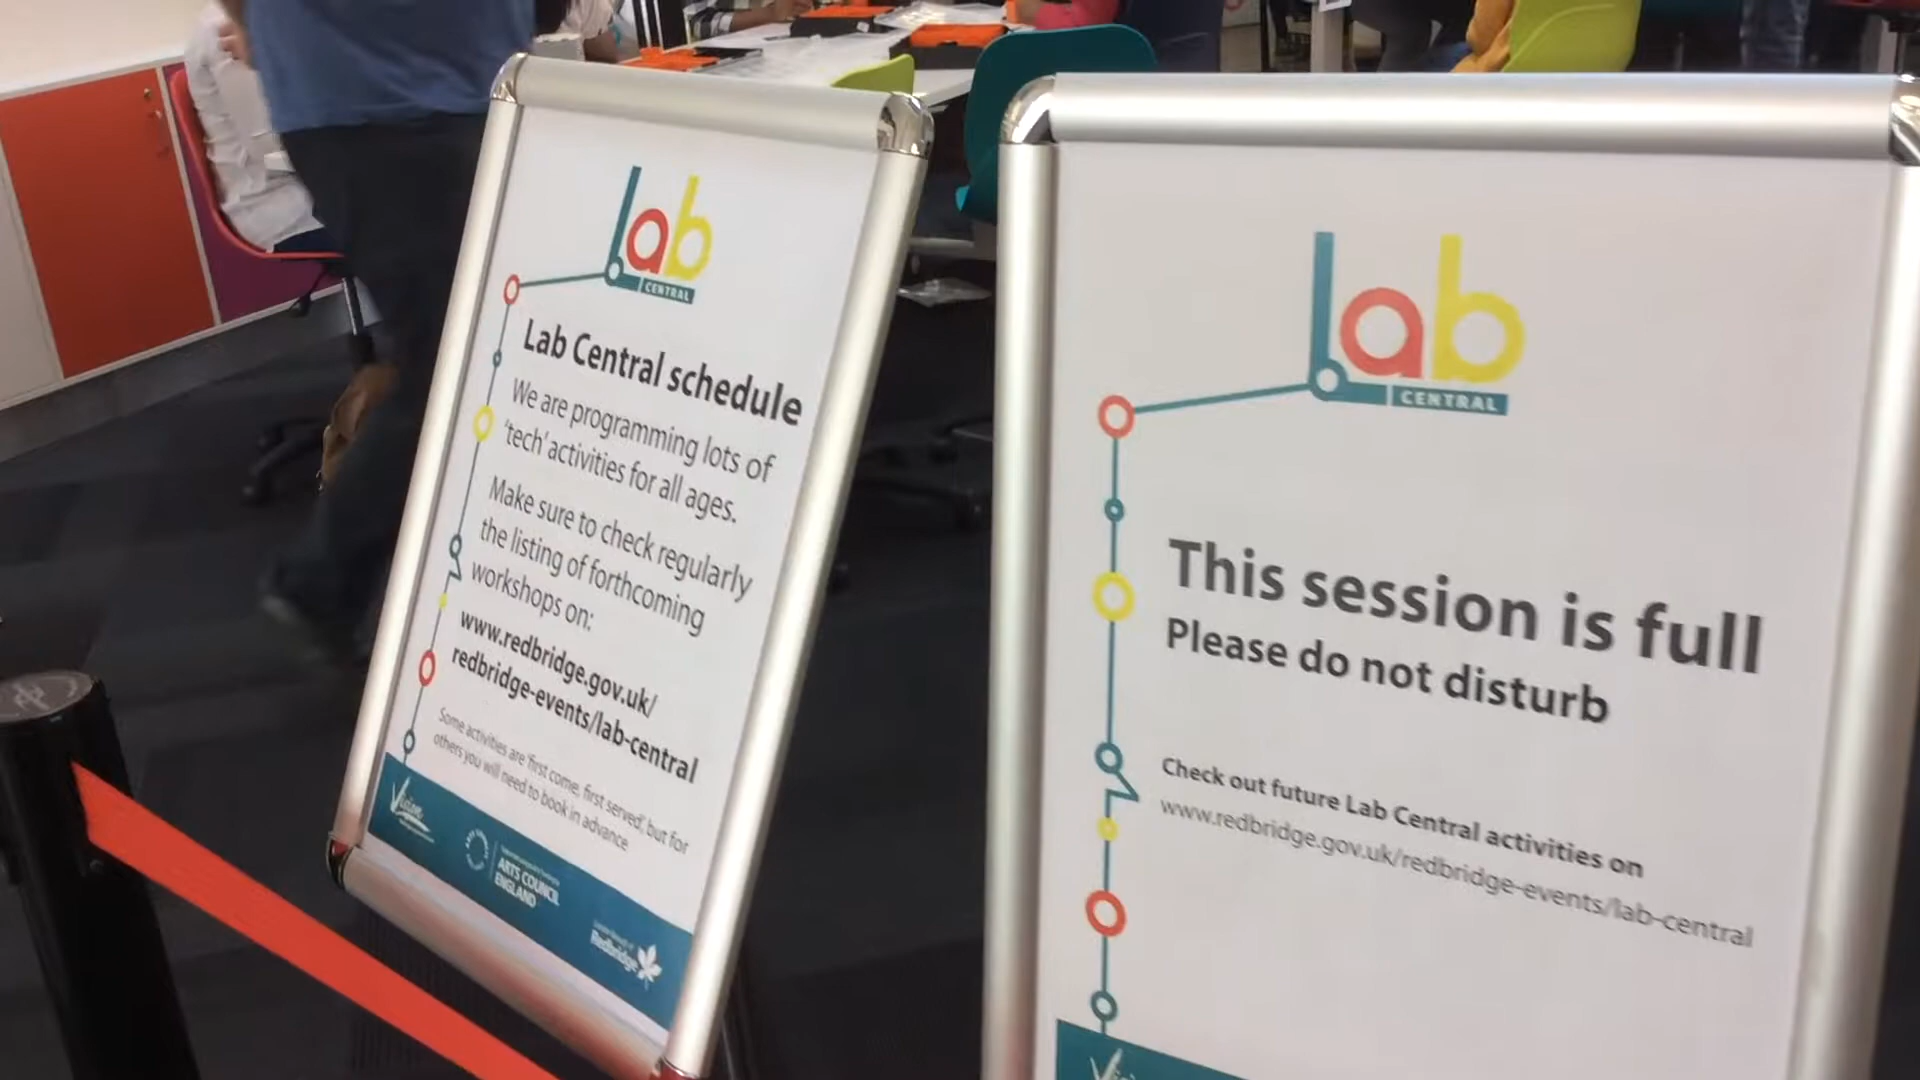 Lab
CENTRAL
Lab Central schedule
We are programming lots of
'tech' activities for all ages.
Make sure to check regularly
the listing of forthcoming
workshops on:
www.redbridge.gov.uk/
redbridge-events/lab-central
Some activities are 'first come, first served', but for
others you will need to book in advance
Vision
ARTS COUNCIL
ENGLAND
Redbridge
Lab
CENTRAL
This session is full
Please do not disturb
Check out future Lab Central activities on
www.redbridge.gov.uk/redbridge-events/lab-central